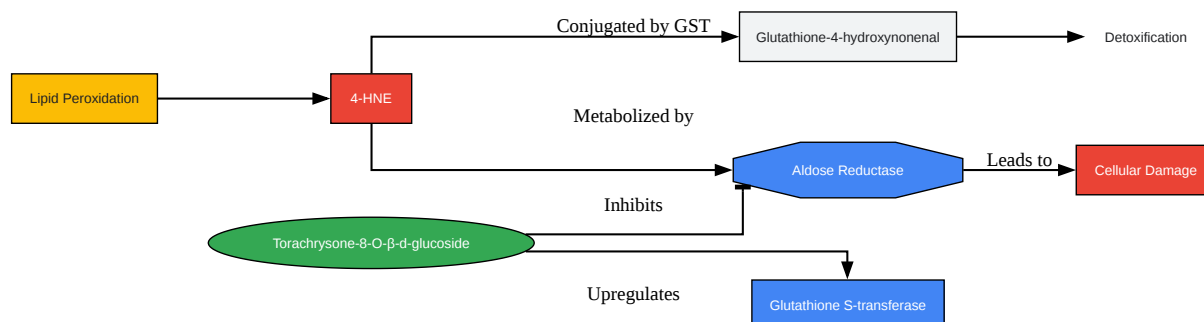 Conjugated by GST
Glutathione-4-hydroxynonenal
Detoxification
Lipid Peroxidation
4-HNE
Metabolized by
Aldose Reductase
Leads to
Cellular Damage
Inhibits
Torachrysone-8-O-β-d-glucoside
Upregulates
Glutathione S-transferase